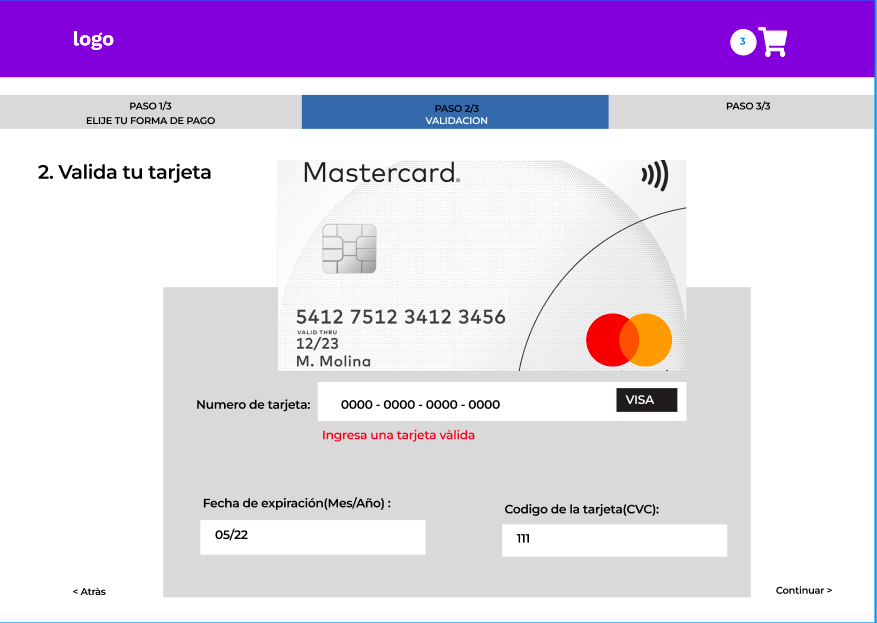 logo
3
PASO 1/3
ELIJE TU FORMA DE PAGO
PASO 2/3
VALIDACION
PASO 3/3
2. Valida tu tarjeta
Mastercard.
5412 7512 3412 3456
VALID THRU
12/23
M. Molina
Numero de tarjeta:
0000 - 0000 - 0000 - 0000
VISA
Ingresa una tarjeta vàlida
Fecha de expiración(Mes/Año) :
Codigo de la tarjeta(CVC):
05/22
111
< Atràs
Continuar >